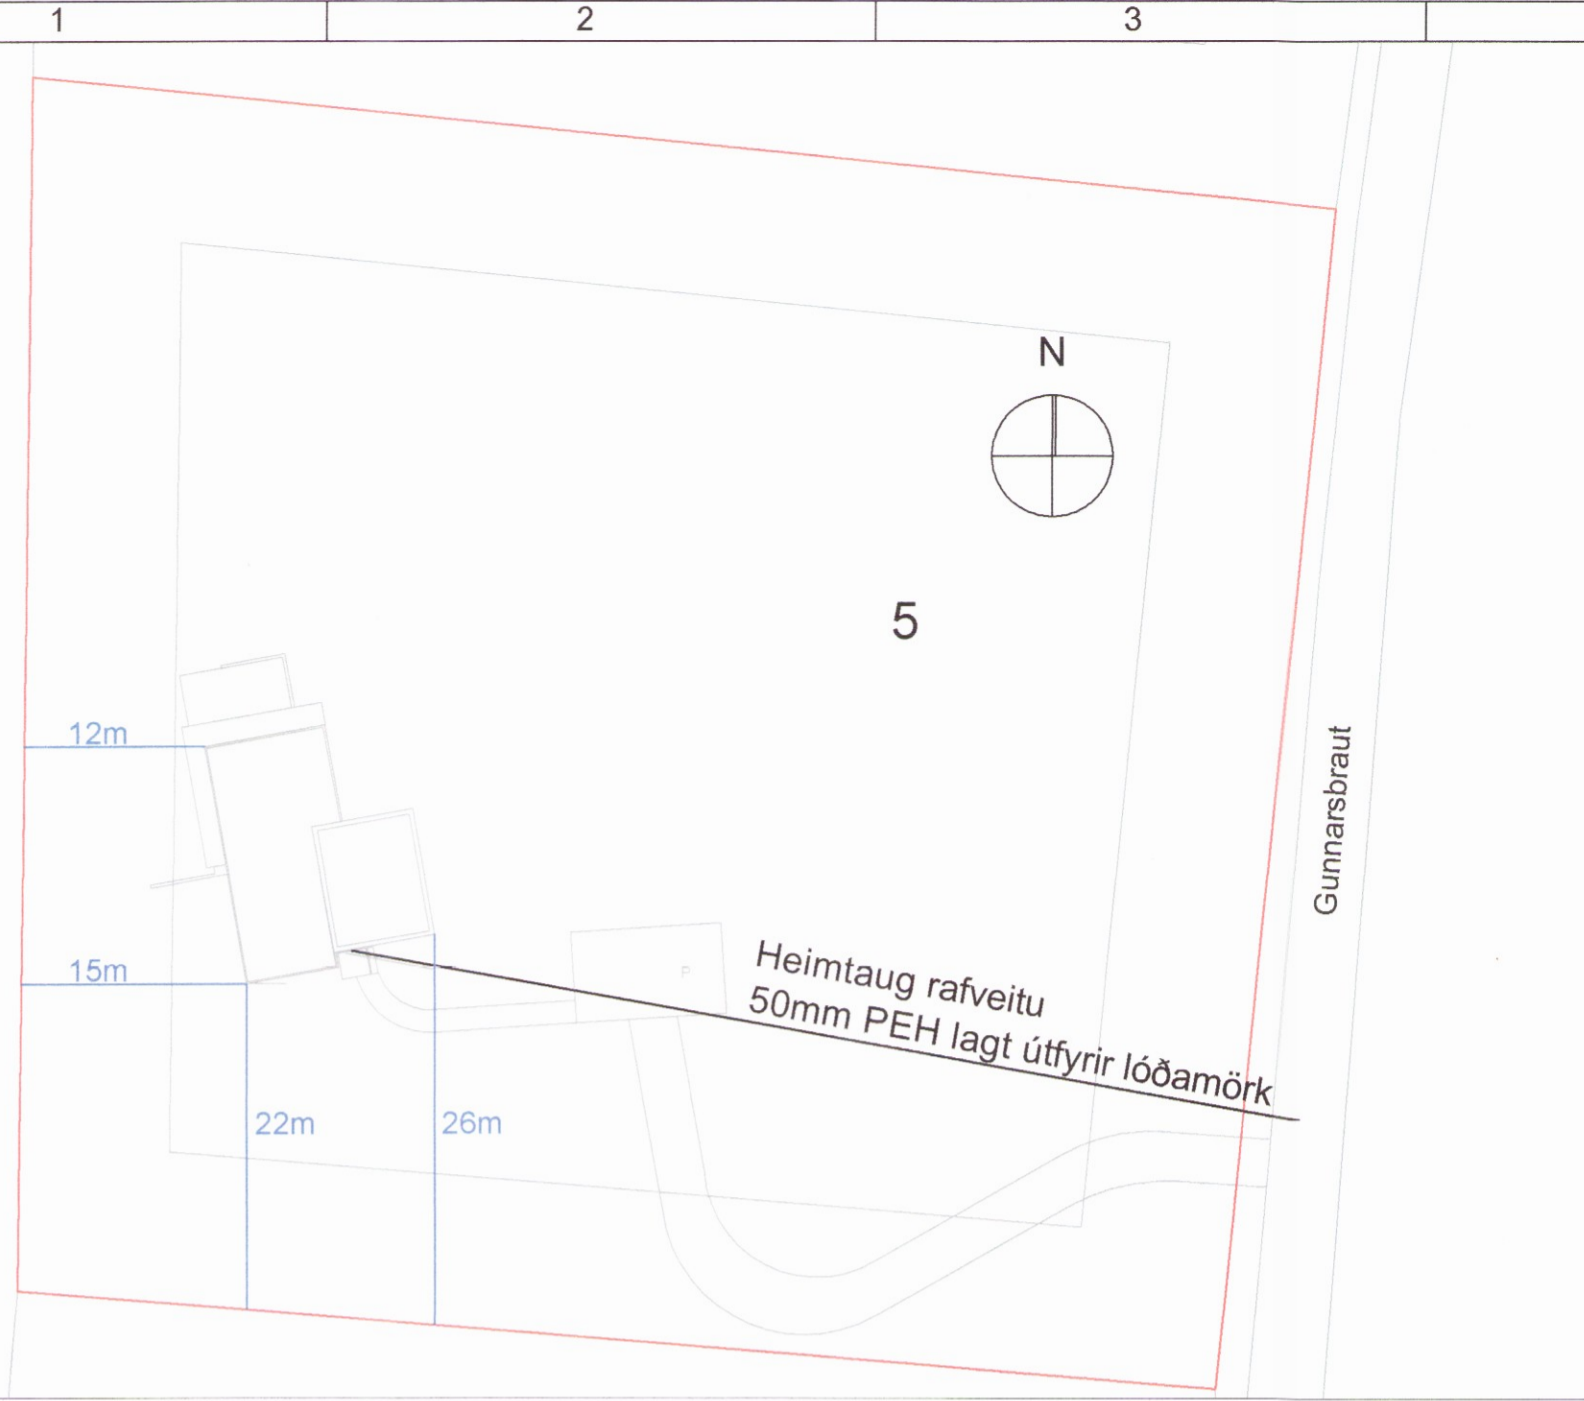 1 2 3
N
5
12m
Gunnarsbraut
Heimtaug rafveitu
50mm PEH lagt útfyrir lóðamörk
15m
P
22m 26m